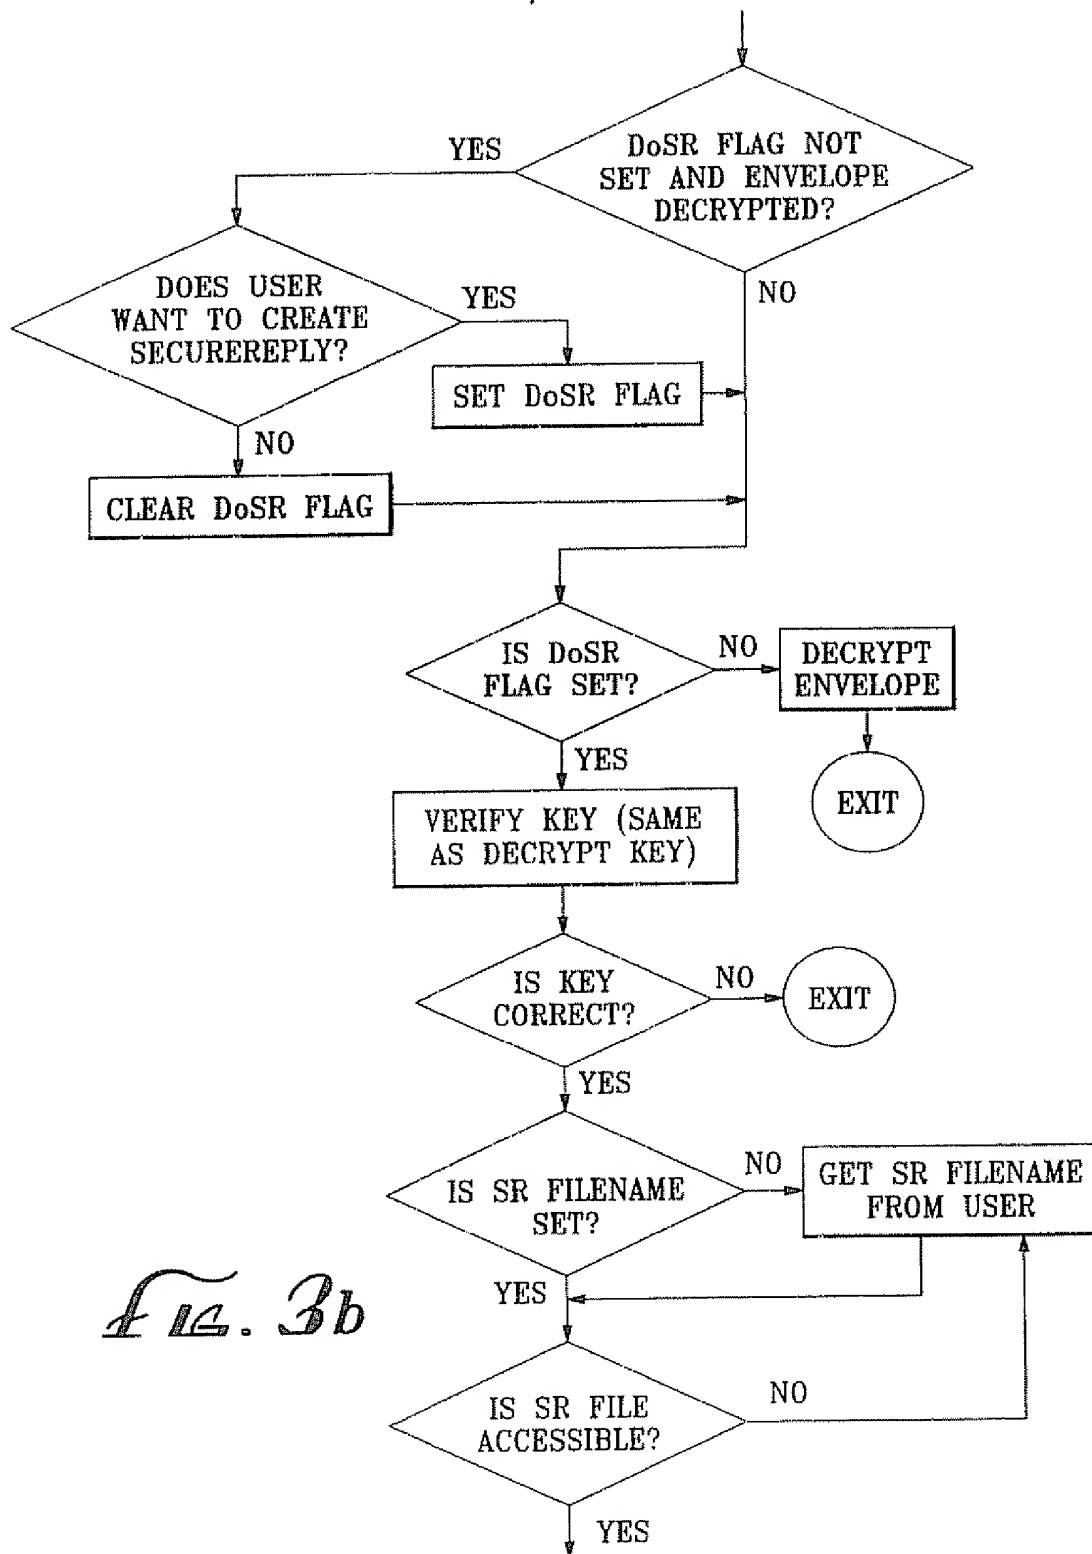 DoSR FLAG NOT
SET AND ENVELOPE
DECRYPTED?
YES
NO
DOES USER
WANT TO CREATE
SECUREREPLY?
YES
SET DoSR FLAG
NO
CLEAR DoSR FLAG
IS DoSR
FLAG SET?
NO
DECRYPT
ENVELOPE
EXIT
YES
VERIFY KEY (SAME
AS DECRYPT KEY)
IS KEY
CORRECT?
NO
EXIT
YES
IS SR FILENAME
SET?
NO
GET SR FILENAME
FROM USER
YES
FIG. 3b
IS SR FILE
ACCESSIBLE?
NO
YES